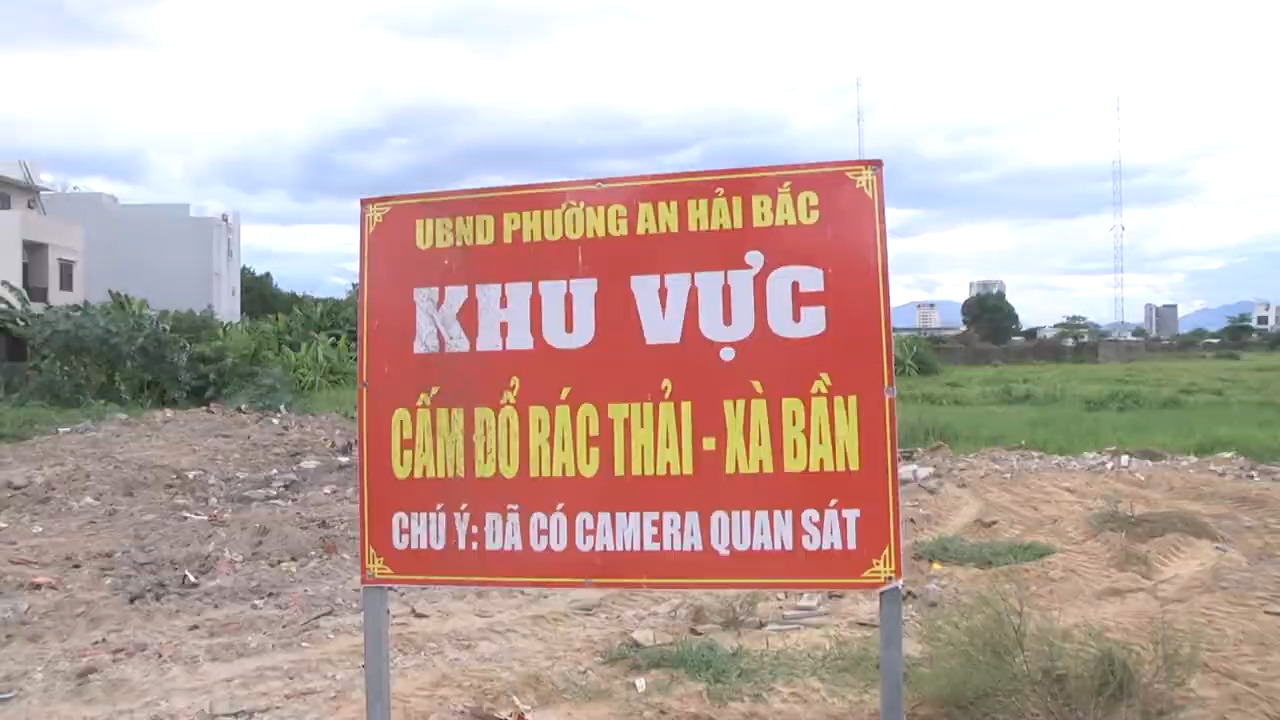 UBND PHƯỜNG AN HẢI BẮC
KHU VỰC
CẤM ĐỔ RÁC THẢI - XÀ BẦN
CHÚ Ý: ĐÃ CÓ CAMERA QUAN SÁT